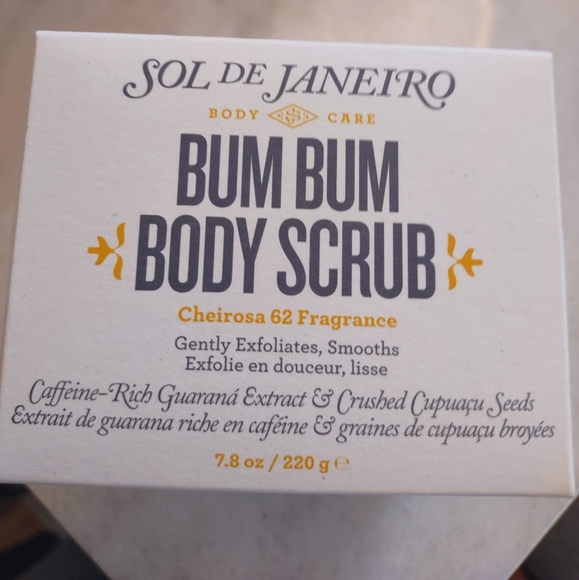 SOL DE JANEIRO
BODY CARE
BUM BUM
BODY SCRUB
Cheirosa 62 Fragrance
Gently Exfoliates, Smooths
Exfolie en douceur, lisse
Caffeine-Rich Guaraná Extract & Crushed Cupuaçu Seeds
Extrait de guarana riche en caféine & graines de cupuaçu broyées
7.8 oz / 220 g ℮